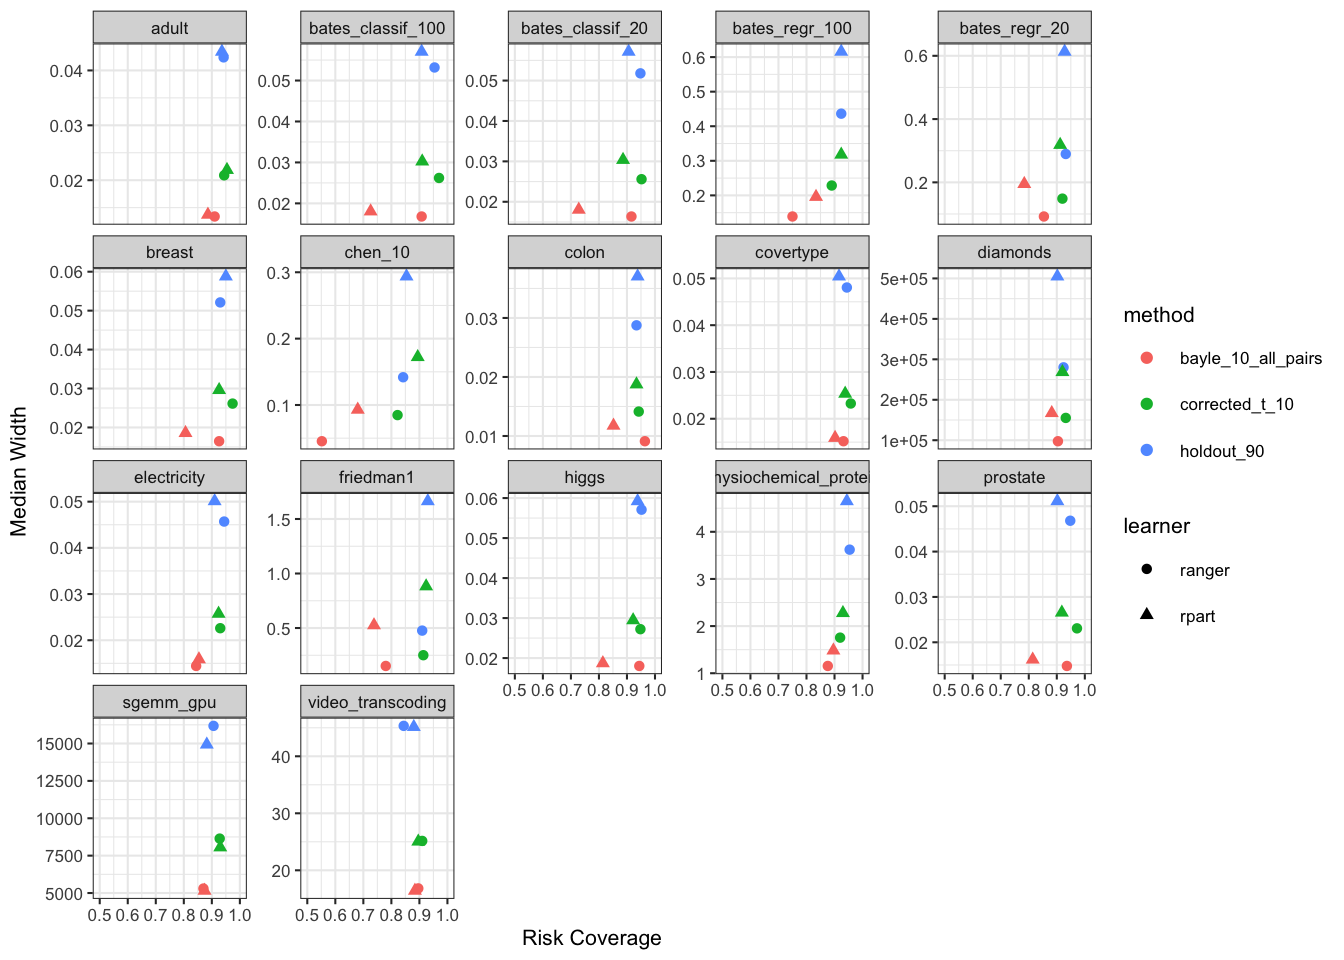 adult bates_classif_100 bates_classif_20 bates_regr_100 bates_regr_20
0.04 0.03 0.02
0.05 0.04 0.03 0.02
0.05 0.04 0.03 0.02
0.6 0.5 0.4 0.3 0.2
0.6 0.4 0.2
breast chen_10 colon covertype diamonds
0.06 0.05 0.04 0.03 0.02
0.3 0.2 0.1
0.03 0.02 0.01
0.05 0.04 0.03 0.02
5e+05 4e+05 3e+05 2e+05 1e+05
electricity friedman1 higgs hysiochemical_protei prostate
0.05 0.04 0.03 0.02
1.5 1.0 0.5
0.06 0.05 0.04 0.03 0.02
4 3 2 1
0.05 0.04 0.03 0.02
0.5 0.6 0.7 0.8 0.9 1.0 0.5 0.6 0.7 0.8 0.9 1.0 0.5 0.6 0.7 0.8 0.9 1.0
sgemm_gpu video_transcoding
15000 12500 10000 7500 5000
40 30 20
0.5 0.6 0.7 0.8 0.9 1.0 0.5 0.6 0.7 0.8 0.9 1.0
Risk Coverage
Median Width
method
bayle_10_all_pairs
corrected_t_10
holdout_90
learner
ranger
rpart